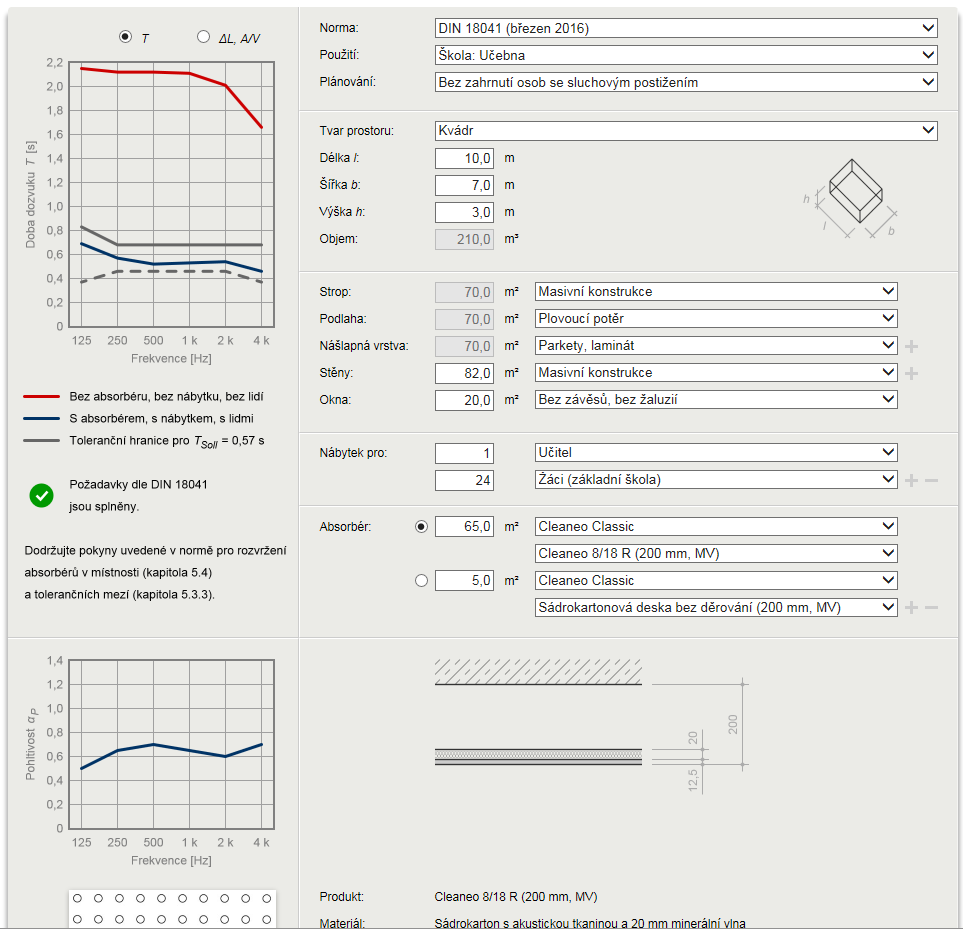 T
ΔL, A/V
2,2
2,0
1,8
1,6
1,4
1,2
1,0
0,8
0,6
0,4
0,2
0
Doba dozvuku T [s]
125 250 500 1 k 2 k 4 k
Frekvence [Hz]
Bez absorbéru, bez nábytku, bez lidí
S absorbérem, s nábytkem, s lidmi
Toleranční hranice pro TSoll = 0,57 s
Požadavky dle DIN 18041
jsou splněny.
Dodržujte pokyny uvedené v normě pro rozvržení
absorbérů v místnosti (kapitola 5.4)
a tolerančních mezí (kapitola 5.3.3).
Norma: DIN 18041 (březen 2016)
Použití: Škola: Učebna
Plánování: Bez zahrnutí osob se sluchovým postižením
Tvar prostoru: Kvádr
Délka l: 10,0 m
Šířka b: 7,0 m
Výška h: 3,0 m
Objem: 210,0 m³
h
l
b
Strop: 70,0 m² Masivní konstrukce
Podlaha: 70,0 m² Plovoucí potěr
Nášlapná vrstva: 70,0 m² Parkety, laminát
Stěny: 82,0 m² Masivní konstrukce
Okna: 20,0 m² Bez závěsů, bez žaluzií
Nábytek pro: 1 Učitel
24 Žáci (základní škola)
Absorbér: 65,0 m² Cleaneo Classic
Cleaneo 8/18 R (200 mm, MV)
5,0 m² Cleaneo Classic
Sádrokartonová deska bez děrování (200 mm, MV)
1,4
1,2
1,0
0,8
0,6
0,4
0,2
0
Pohltivost αP
125 250 500 1 k 2 k 4 k
Frekvence [Hz]
200
20
12,5
Produkt: Cleaneo 8/18 R (200 mm, MV)
Materiál: Sádrokarton s akustickou tkaninou a 20 mm minerální vlna